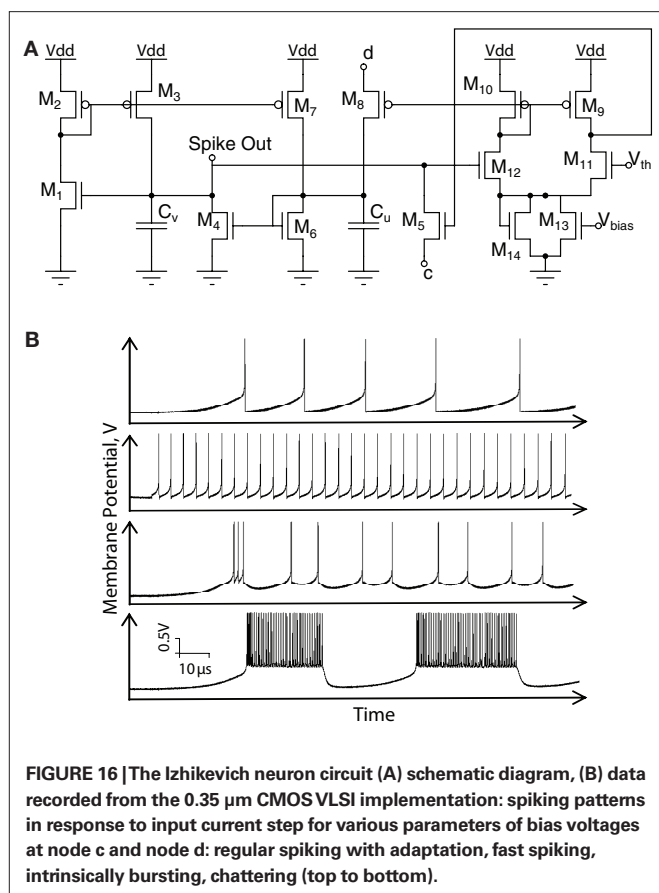 A
Vdd Vdd Vdd d Vdd Vdd
M2 M3 M7 M8 M10 M9
Spike Out
M12 M11 Vth
M1 Cv M4 M6 Cu M5 M14 M13 Vbias
c
B
Membrane Potential, V
0.5V
10 µs
Time
FIGURE 16 | The Izhikevich neuron circuit (A) schematic diagram, (B) data
recorded from the 0.35 µm CMOS VLSI implementation: spiking patterns
in response to input current step for various parameters of bias voltages
at node c and node d: regular spiking with adaptation, fast spiking,
intrinsically bursting, chattering (top to bottom).